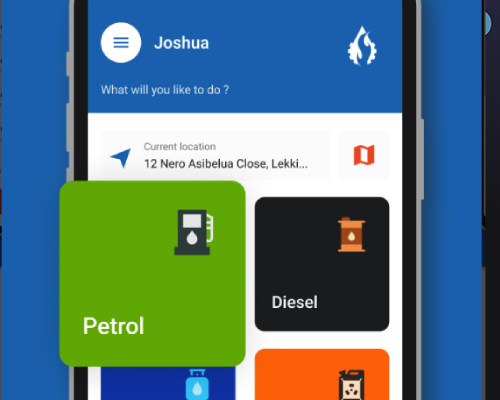 Joshua
What will you like to do ?
Current location
12 Nero Asibelua Close, Lekki...
Diesel
Petrol